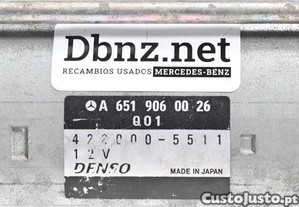 Dbnz.net
RECAMBIOS USADOS MERCEDES-BENZ
A 651 906 00 26
Q01
422000-5511
12V
DENSO MADE IN JAPAN
CustoJusto.pt